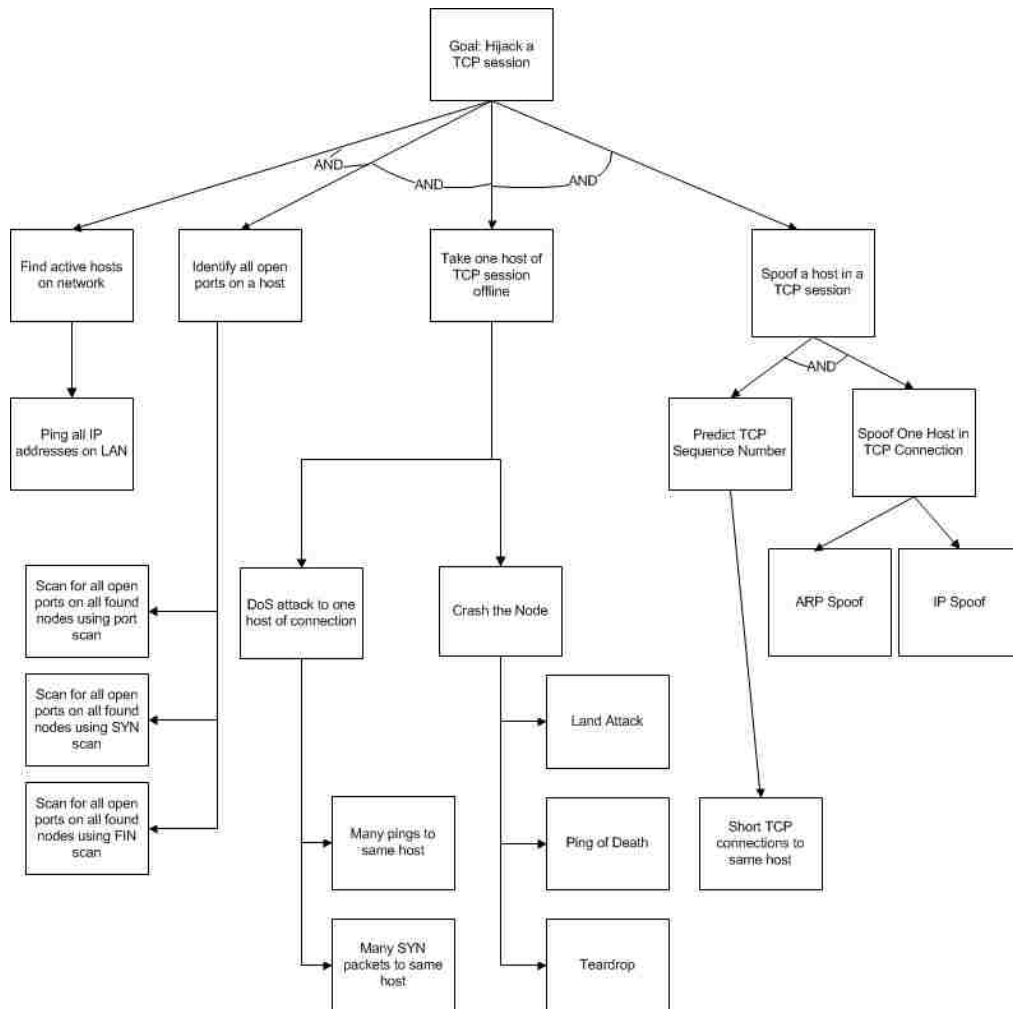 Goal: Hijack a
TCP session
AND
AND
AND
Find active hosts
on network
Identify all open
ports on a host
Take one host of
TCP session
offline
Spoof a host in a
TCP session
AND
Ping all IP
addresses on LAN
Predict TCP
Sequence Number
Spoof One Host in
TCP Connection
Scan for all open
ports on all found
nodes using port
scan
DoS attack to one
host of connection
Crash the Node
ARP Spoof
IP Spoof
Scan for all open
ports on all found
nodes using SYN
scan
Land Attack
Scan for all open
ports on all found
nodes using FIN
scan
Many pings to
same host
Ping of Death
Short TCP
connections to
same host
Many SYN
packets to same
host
Teardrop